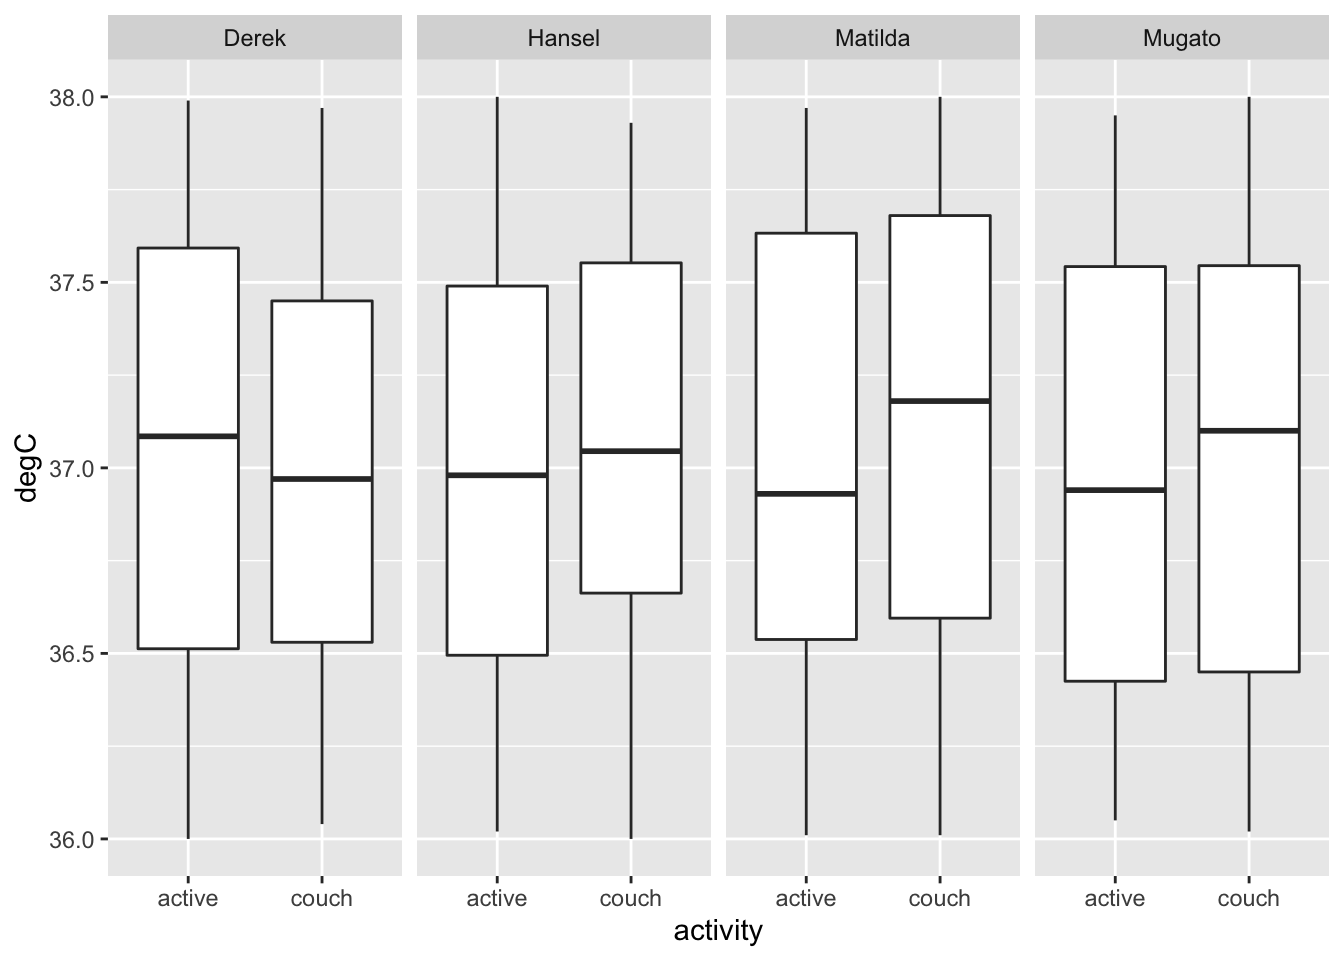 Derek Hansel Matilda Mugato
38.0
37.5
37.0
36.5
36.0
degC
active couch active couch active couch active couch
activity